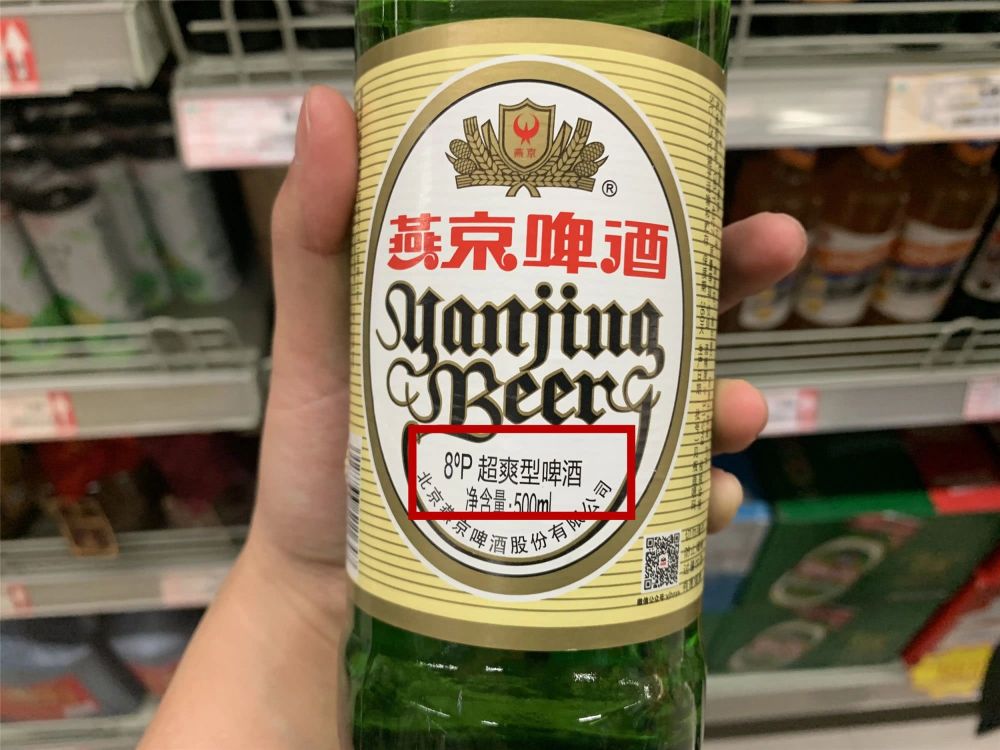 燕京
®
燕京啤酒
Yanjing
Beer
8ºP 超爽型啤酒
净含量:500ml
北京燕京啤酒股份有限公司